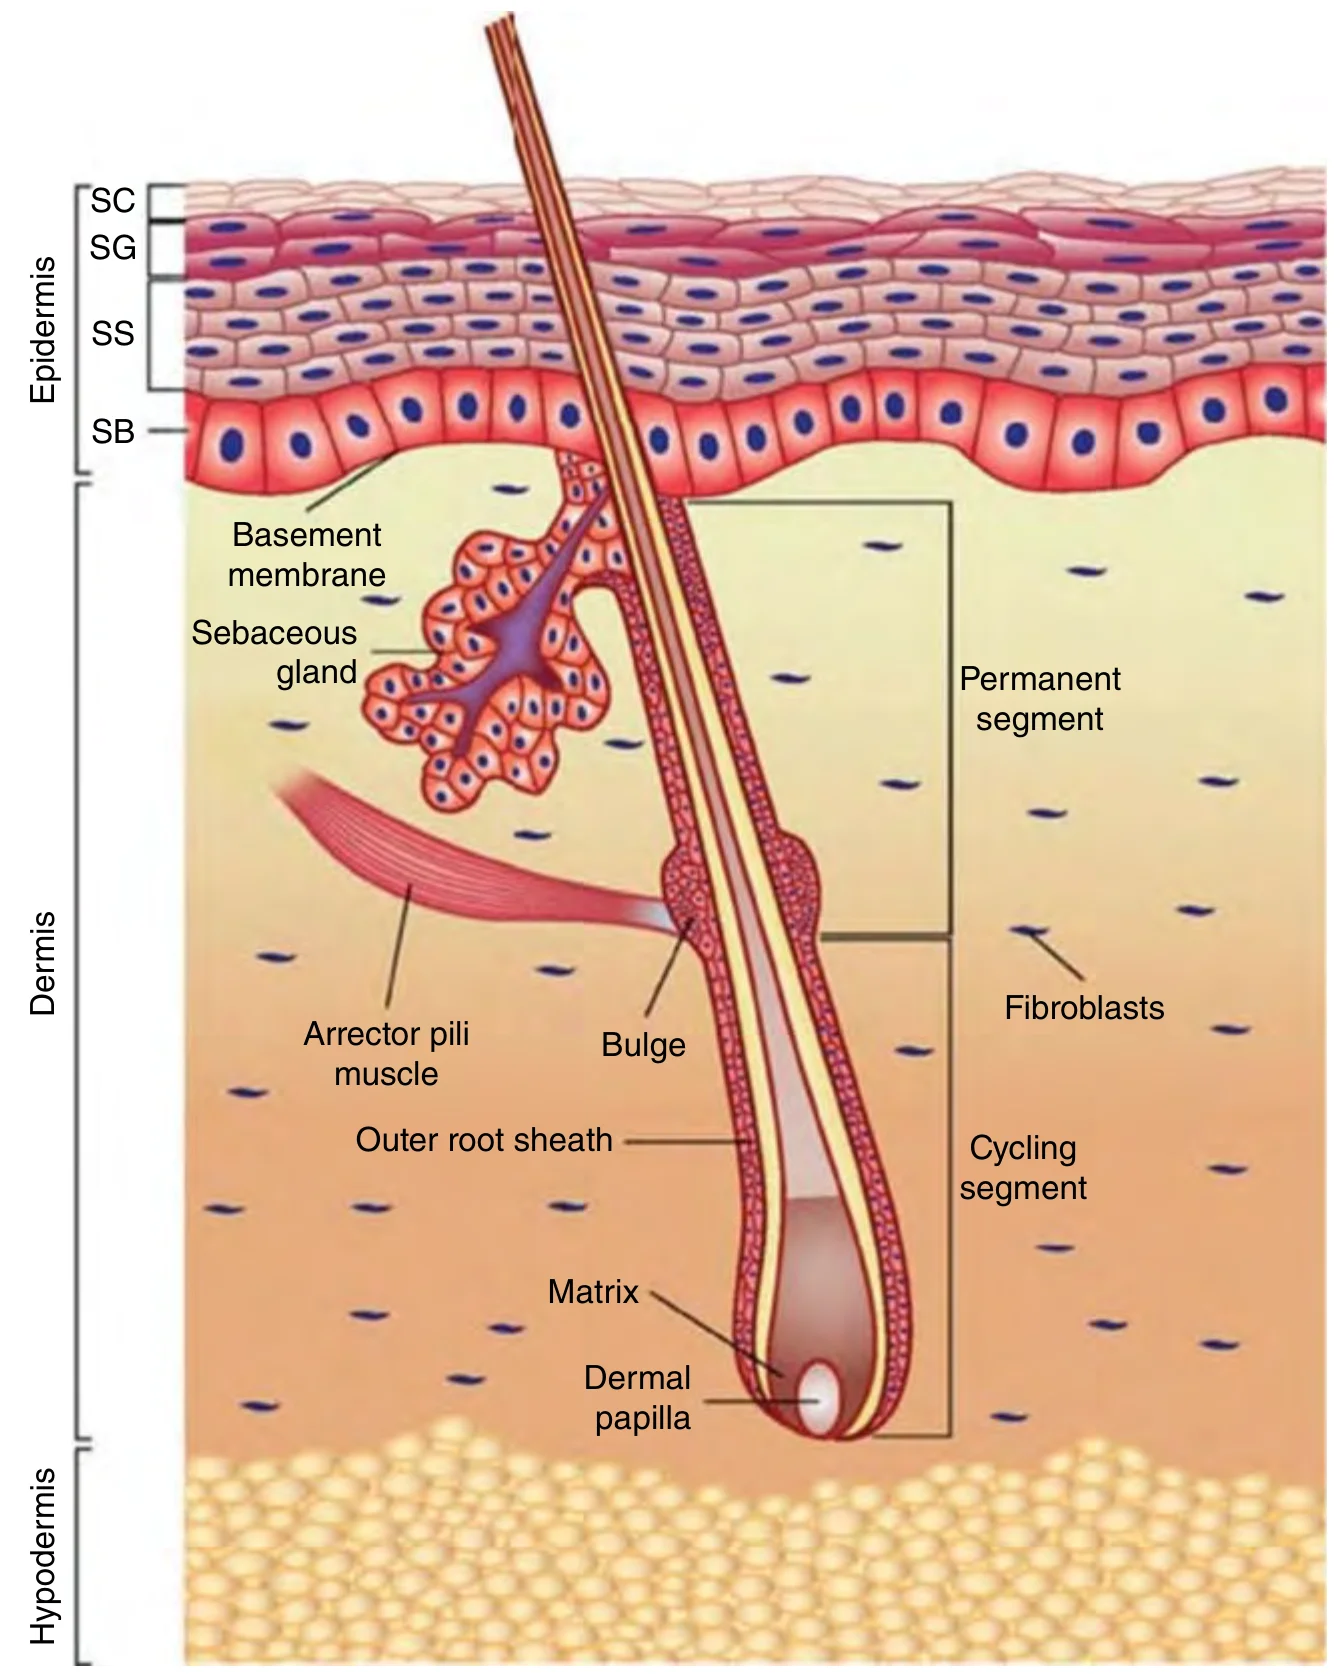 SC
SG
SS
SB
Epidermis
Basement
membrane
Sebaceous
gland
Permanent
segment
Dermis
Fibroblasts
Arrector pili
muscle
Bulge
Outer root sheath
Cycling
segment
Matrix
Dermal
papilla
Hypodermis